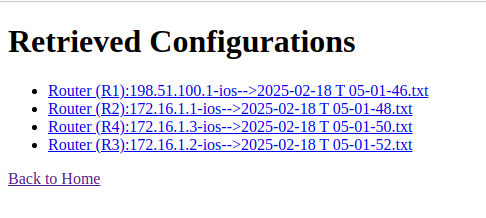 Retrieved Configurations
Router (R1):198.51.100.1-ios-->2025-02-18 T 05-01-46.txt
Router (R2):172.16.1.1-ios-->2025-02-18 T 05-01-48.txt
Router (R4):172.16.1.3-ios-->2025-02-18 T 05-01-50.txt
Router (R3):172.16.1.2-ios-->2025-02-18 T 05-01-52.txt
Back to Home